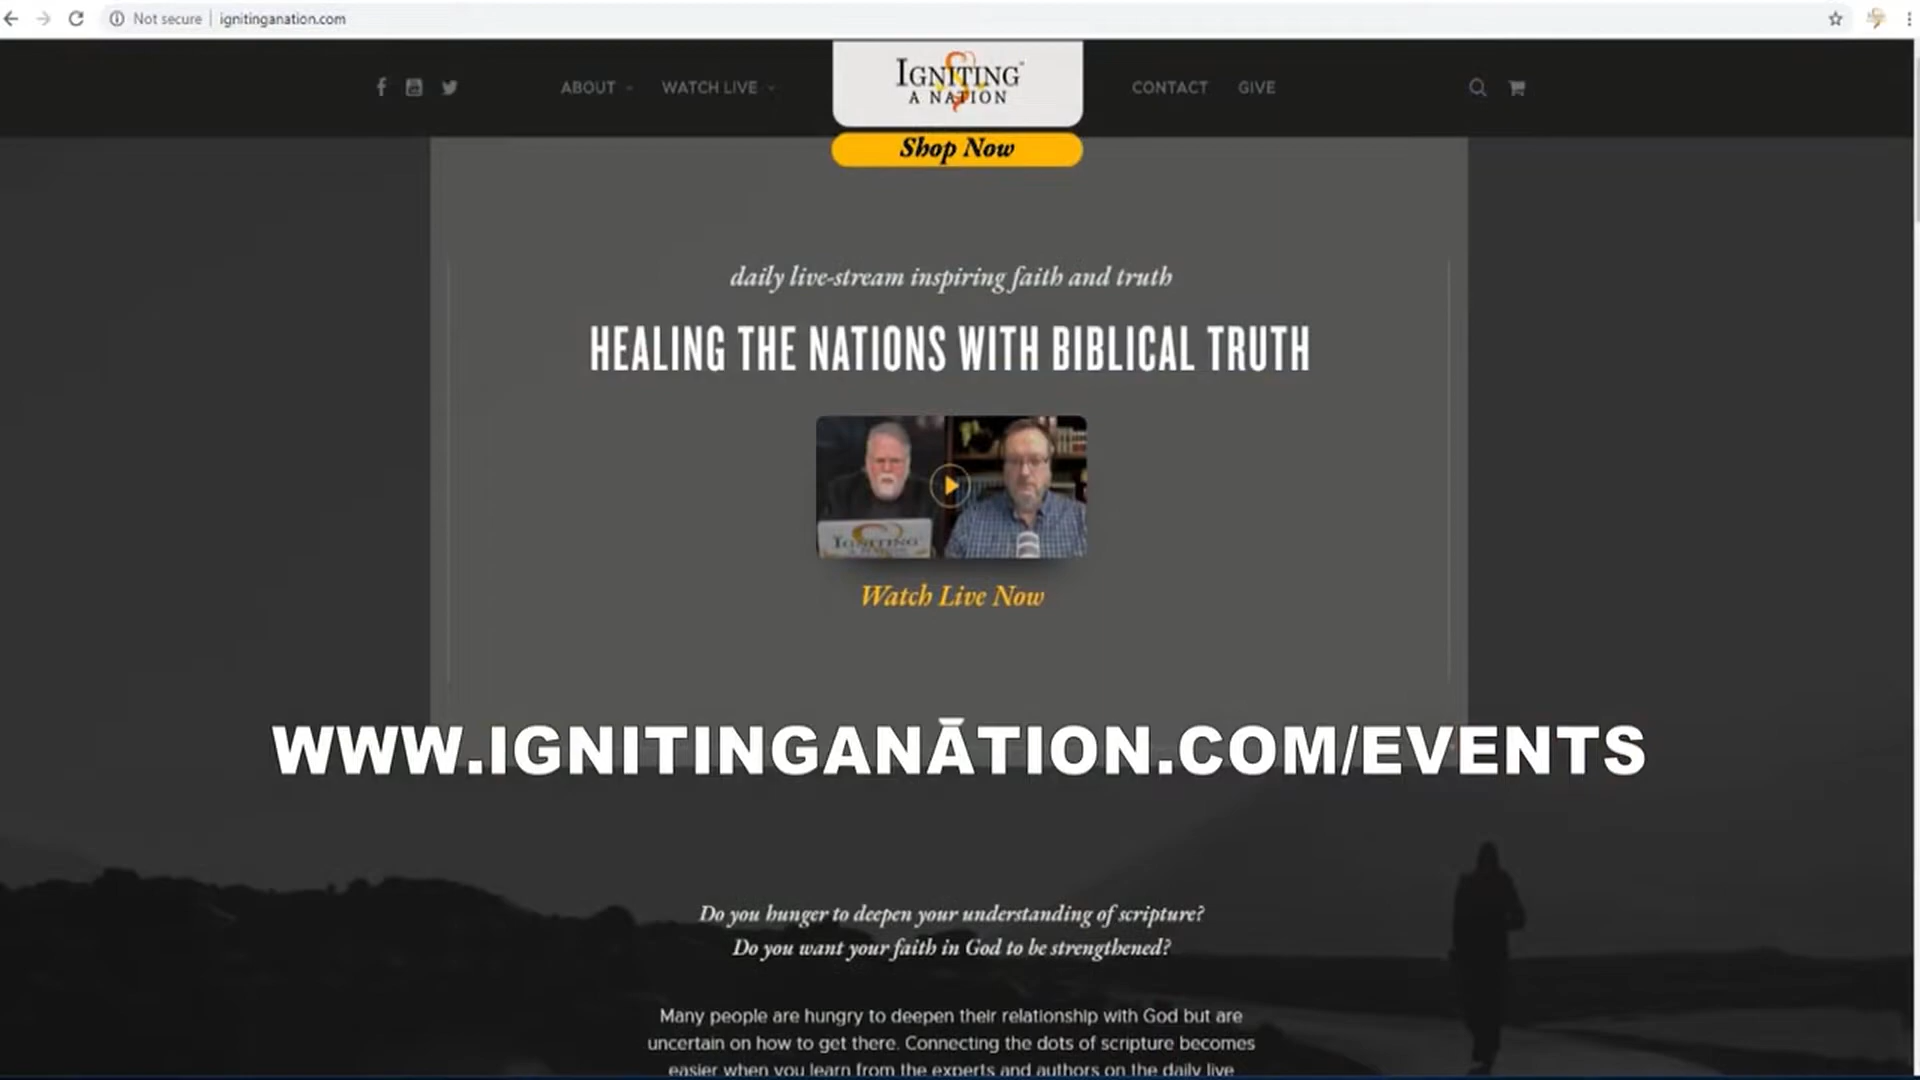 Not secure | ignitinganation.com
ABOUT WATCH LIVE
IGNITING
A NATION
CONTACT GIVE
Shop Now
daily live-stream inspiring faith and truth
HEALING THE NATIONS WITH BIBLICAL TRUTH
IGNITING
A NATION
Watch Live Now
WWW.IGNITINGANATION.COM/EVENTS
Do you hunger to deepen your understanding of scripture?
Do you want your faith in God to be strengthened?
Many people are hungry to deepen their relationship with God but are
uncertain on how to get there. Connecting the dots of scripture becomes
easier when you learn from the experts and authors on the daily live